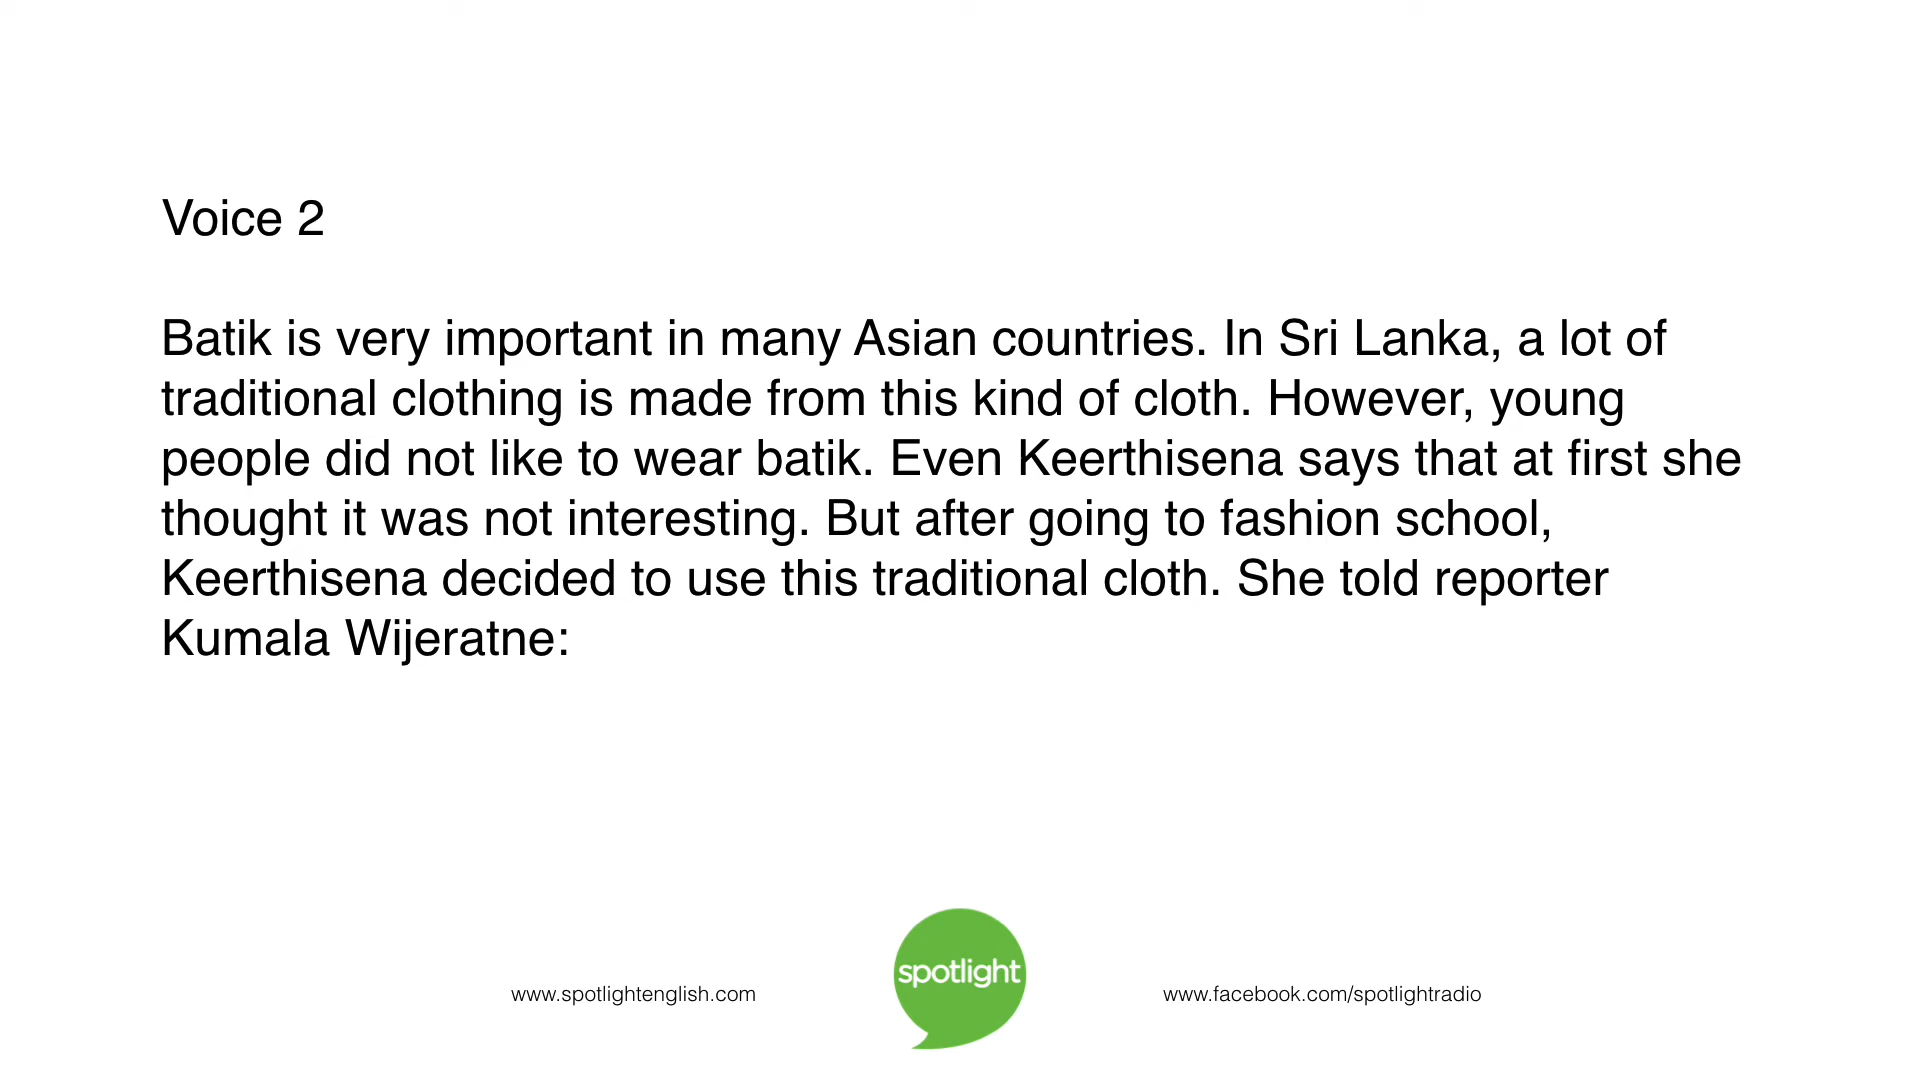 Voice 2
Batik is very important in many Asian countries. In Sri Lanka, a lot of
traditional clothing is made from this kind of cloth. However, young
people did not like to wear batik. Even Keerthisena says that at first she
thought it was not interesting. But after going to fashion school,
Keerthisena decided to use this traditional cloth. She told reporter
Kumala Wijeratne:
spotlight
www.spotlightenglish.com
www.facebook.com/spotlightradio